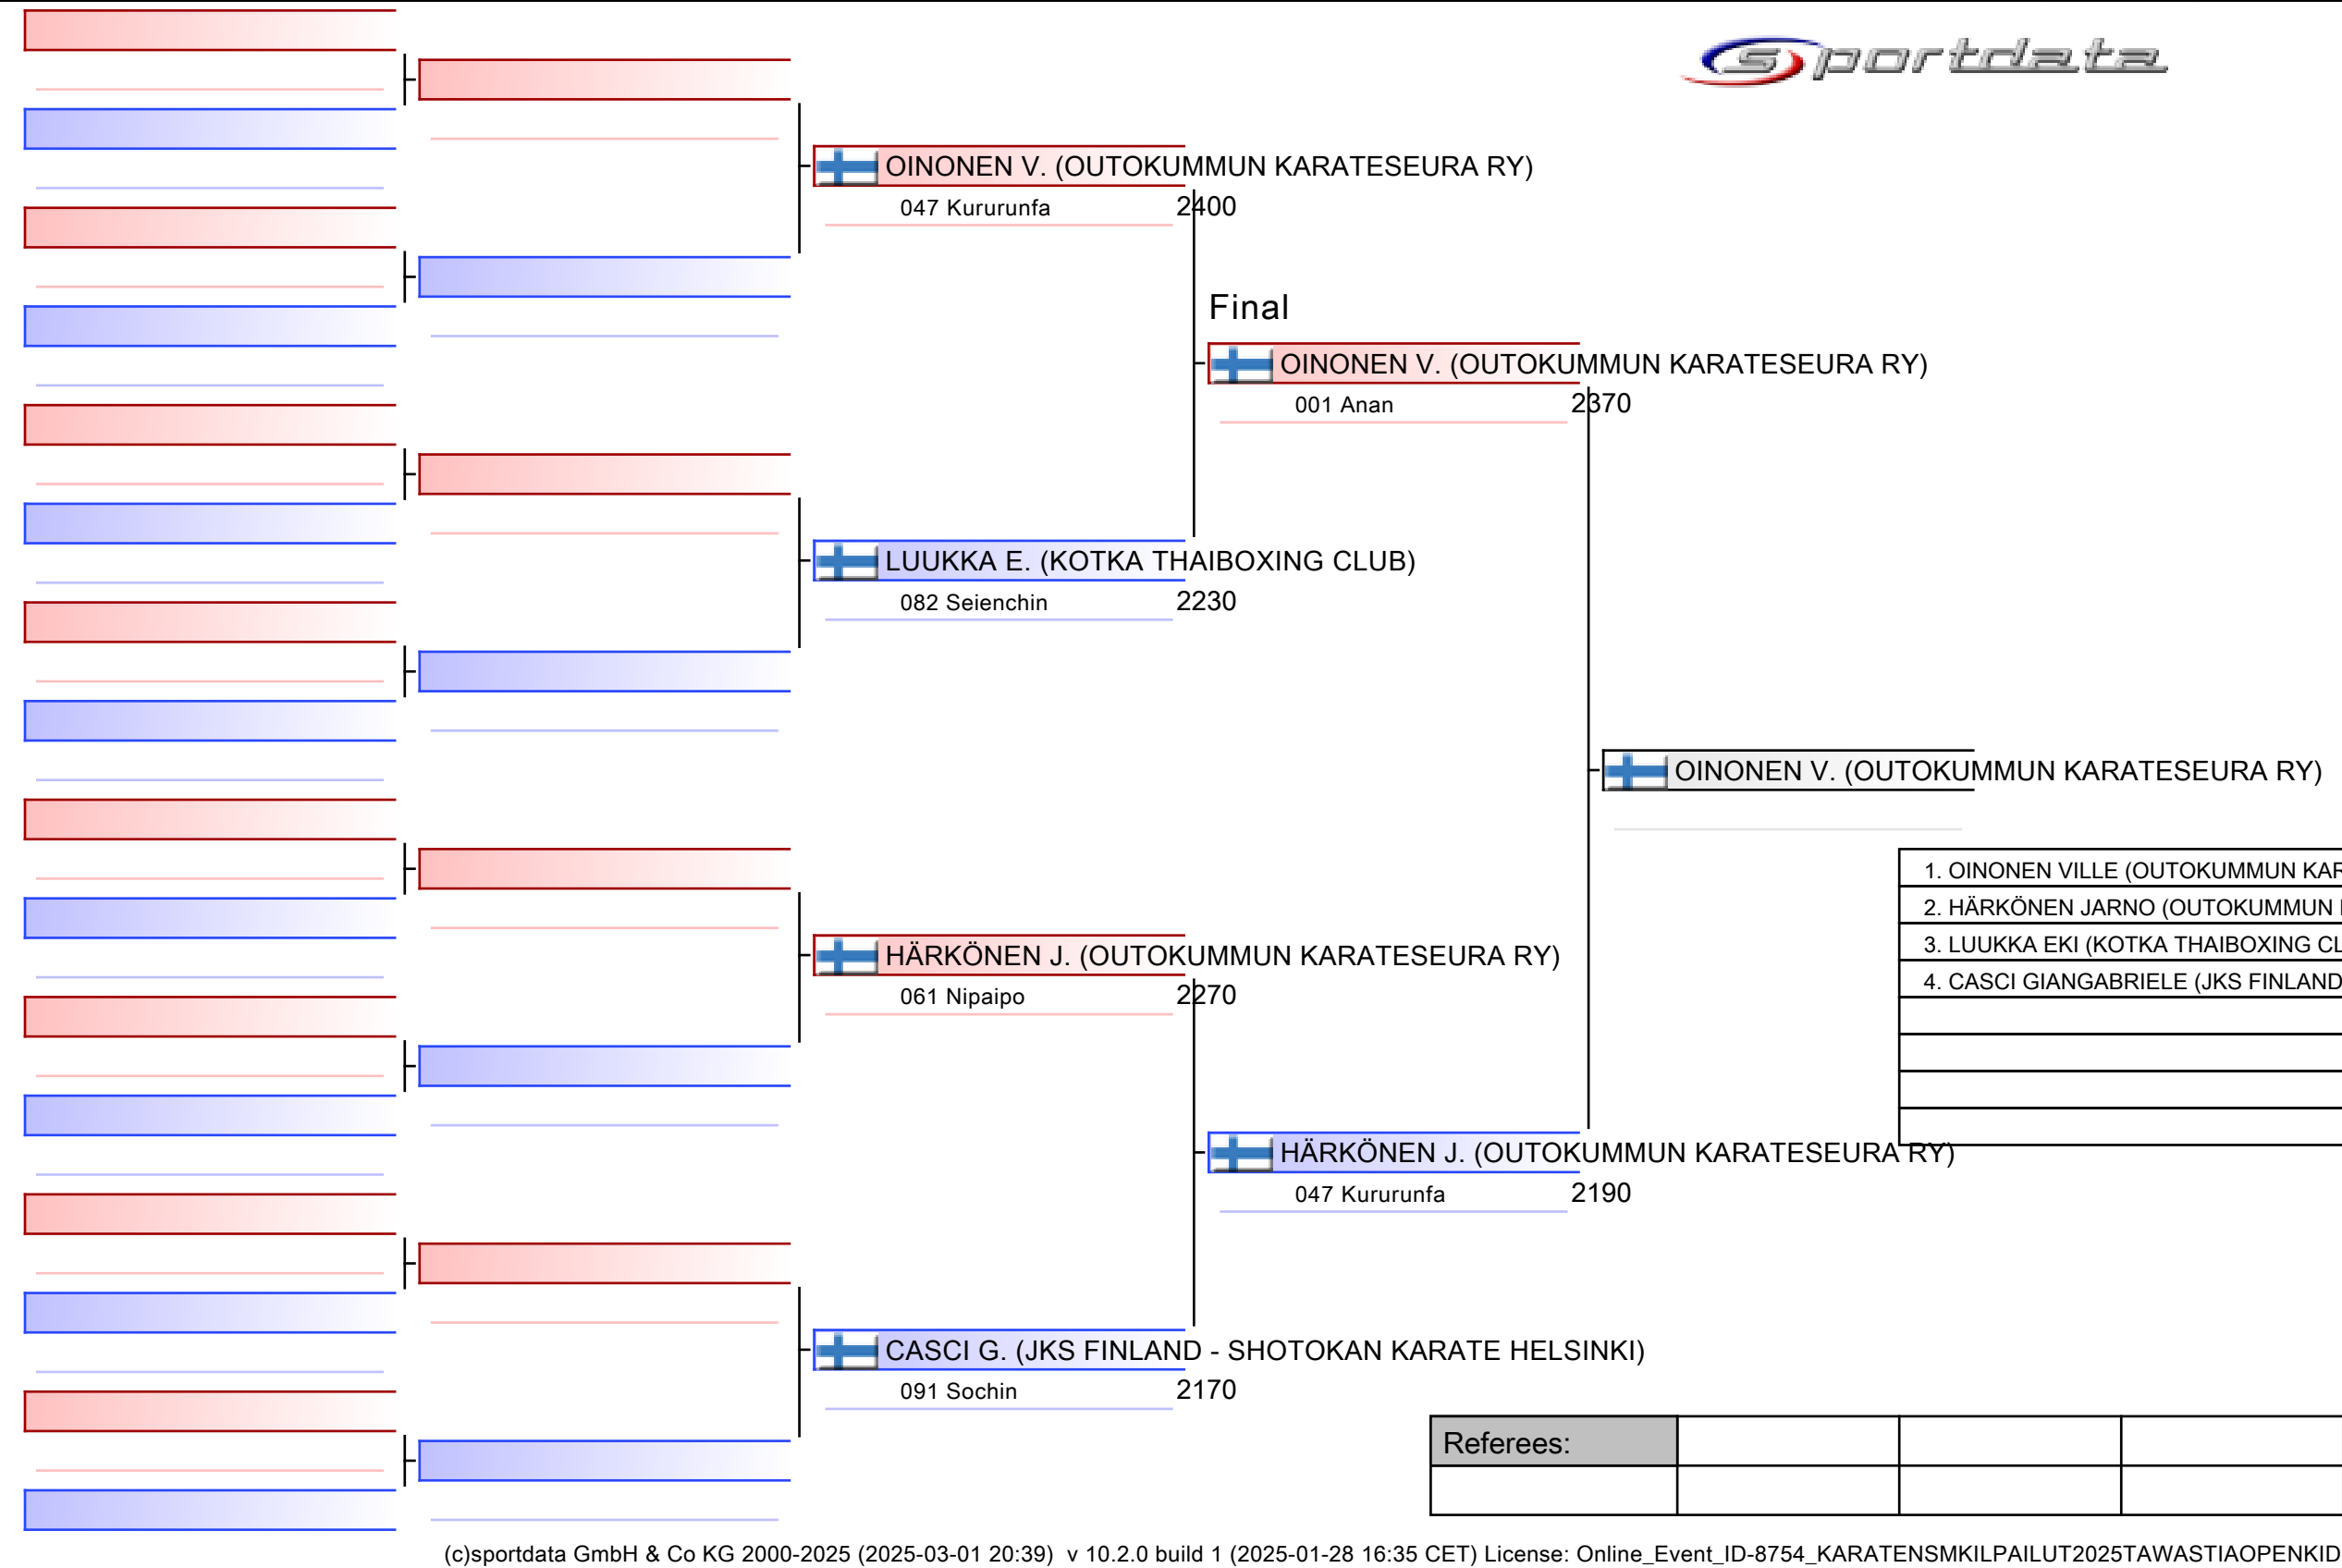 sportdata
OINONEN V. (OUTOKUMMUN KARATESEURA RY)
047 Kururunfa 2400
Final
OINONEN V. (OUTOKUMMUN KARATESEURA RY)
001 Anan 2370
LUUKKA E. (KOTKA THAIBOXING CLUB)
082 Seienchin 2230
OINONEN V. (OUTOKUMMUN KARATESEURA RY)
1. OINONEN VILLE (OUTOKUMMUN KAR
2. HÄRKÖNEN JARNO (OUTOKUMMUN
3. LUUKKA EKI (KOTKA THAIBOXING CL
4. CASCI GIANGABRIELE (JKS FINLAND
HÄRKÖNEN J. (OUTOKUMMUN KARATESEURA RY)
061 Nipaipo 2270
HÄRKÖNEN J. (OUTOKUMMUN KARATESEURA RY)
047 Kururunfa 2190
CASCI G. (JKS FINLAND - SHOTOKAN KARATE HELSINKI)
091 Sochin 2170
Referees:
(c)sportdata GmbH & Co KG 2000-2025 (2025-03-01 20:39) v 10.2.0 build 1 (2025-01-28 16:35 CET) License: Online_Event_ID-8754_KARATENSMKILPAILUT2025TAWASTIAOPENKID